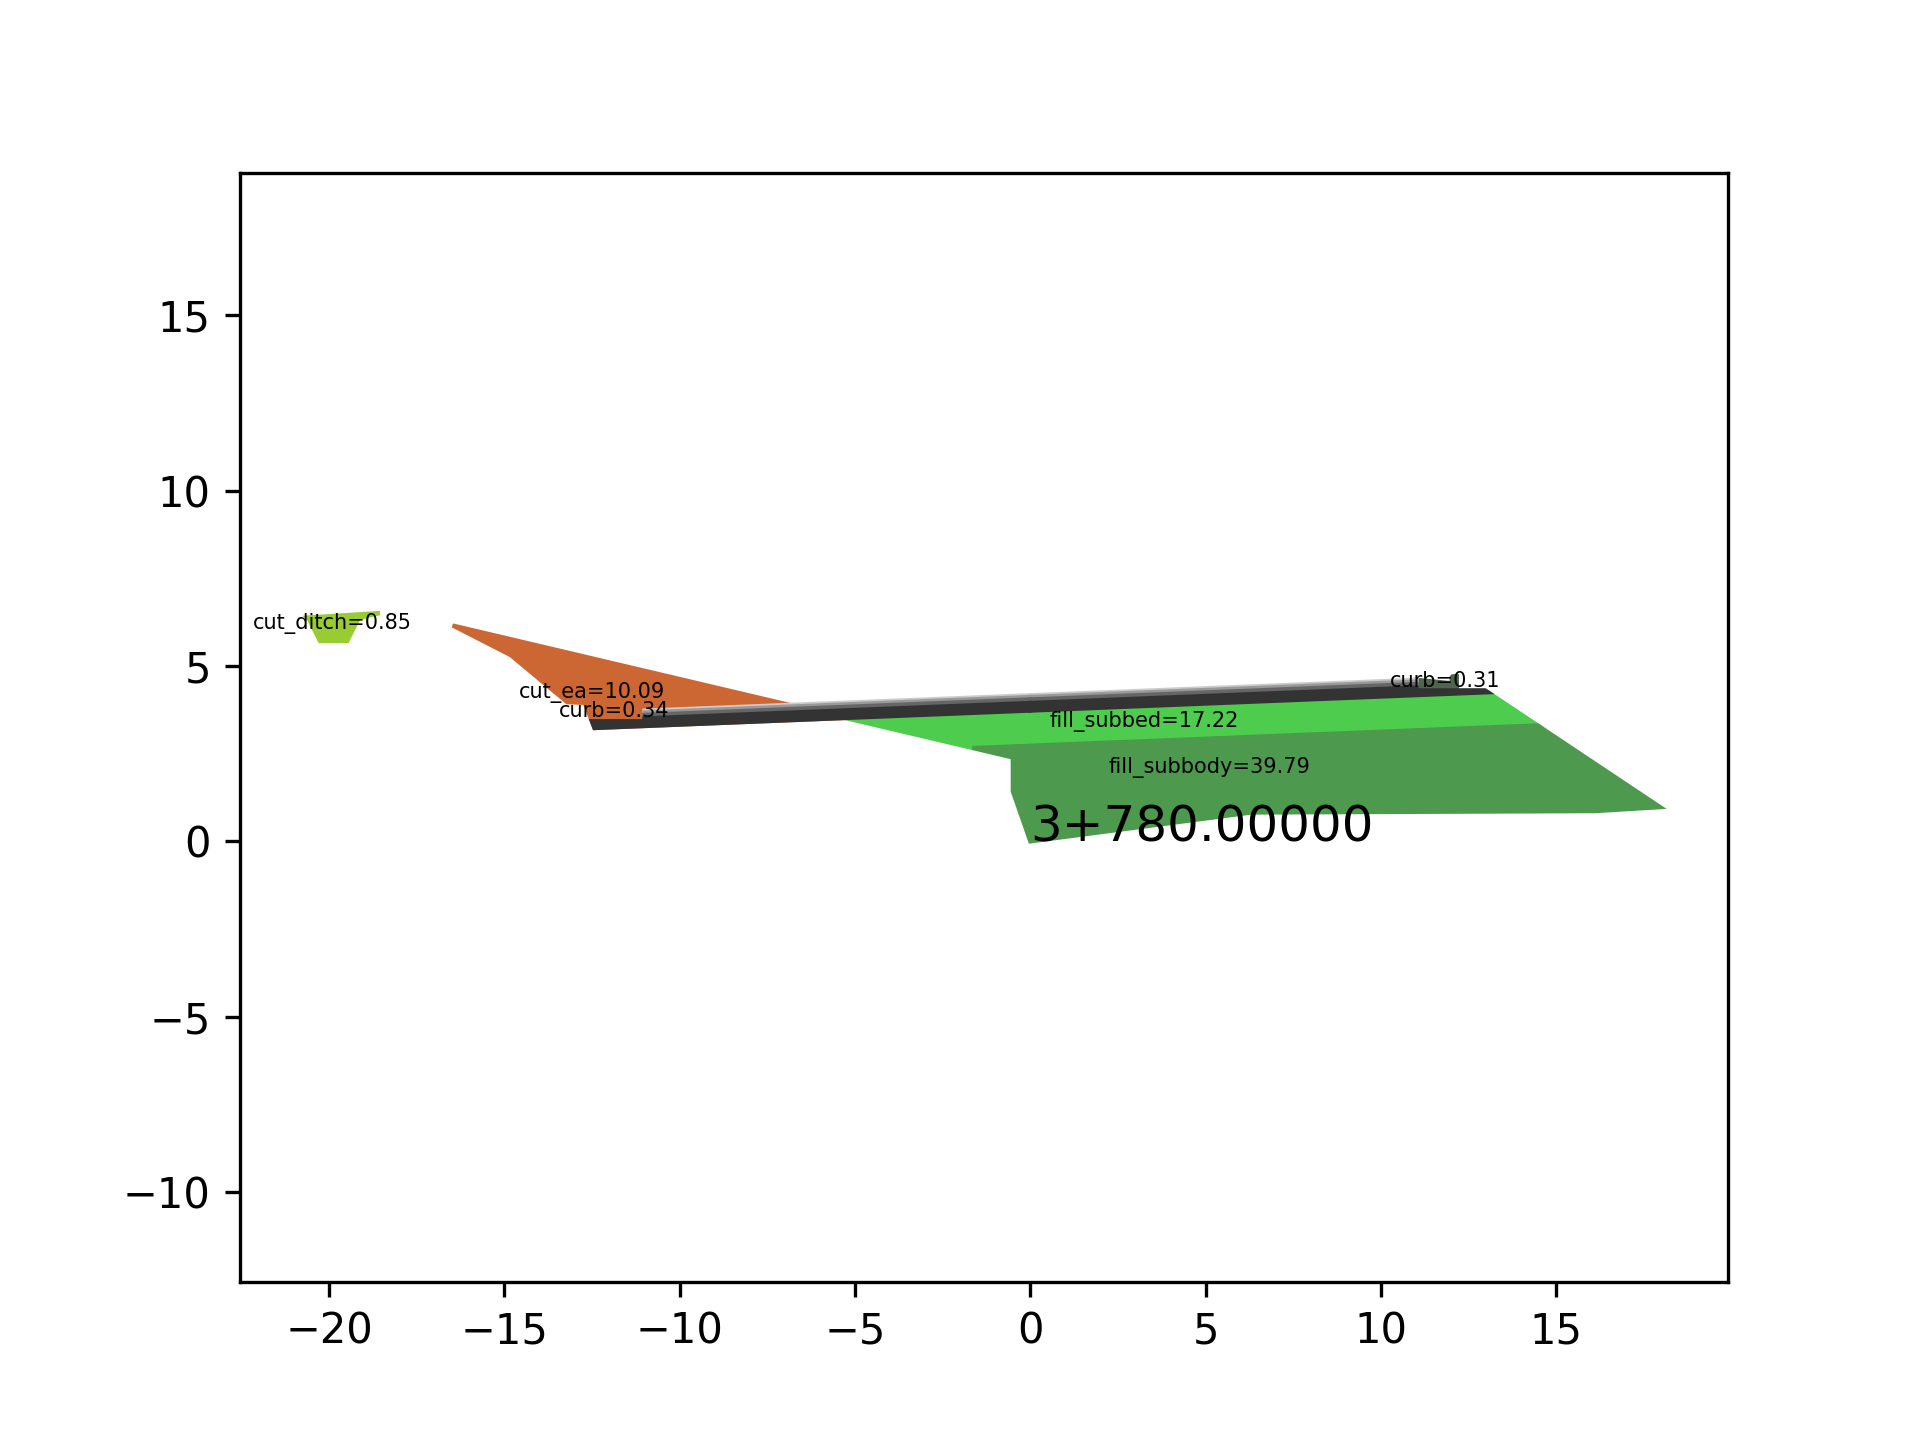 15
10
5
0
−5
−10
cut_ditch=0.85
cut_ea=10.09
curb=0.34
curb=0.31
fill_subbed=17.22
fill_subbody=39.79
3+780.00000
−20 −15 −10 −5 0 5 10 15